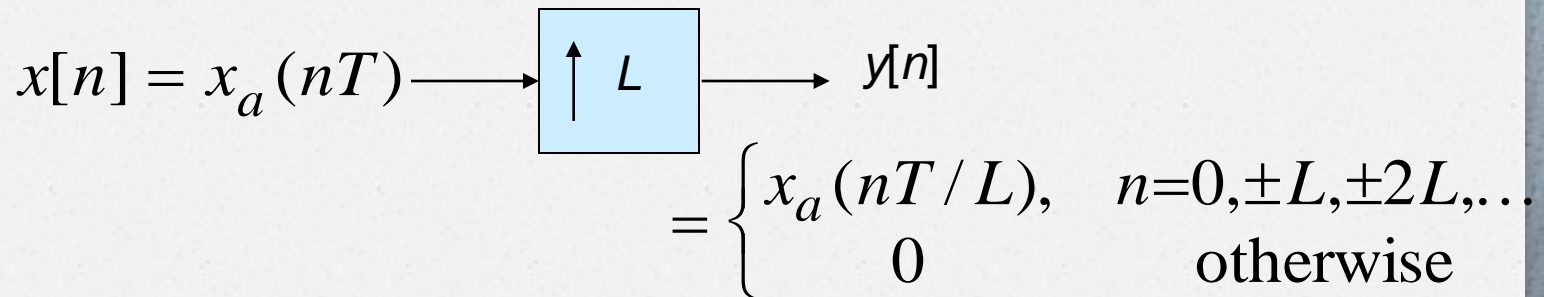 x[n] = x_a(nT) ↑ L y[n]
= { x_a(nT / L), n=0,±L,±2L,...
0 otherwise